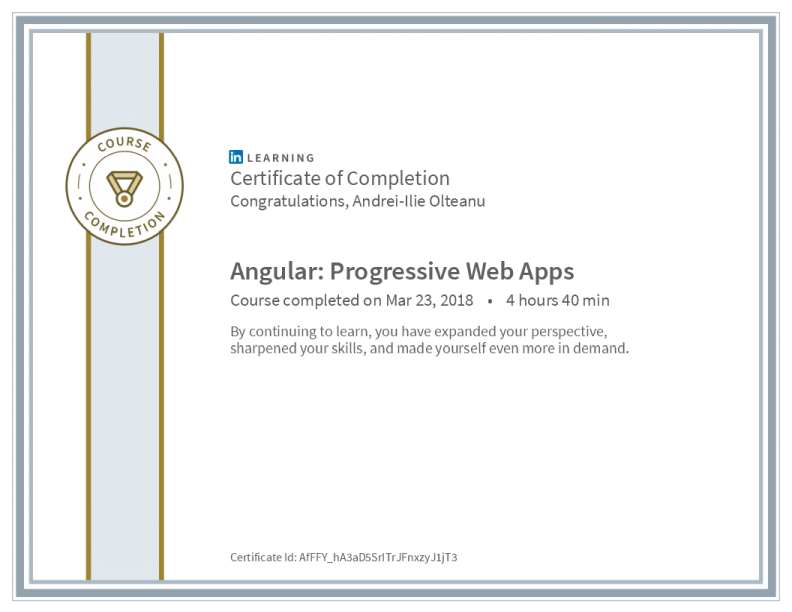 COURSE
COMPLETION
in LEARNING
Certificate of Completion
Congratulations, Andrei-Ilie Olteanu
Angular: Progressive Web Apps
Course completed on Mar 23, 2018 • 4 hours 40 min
By continuing to learn, you have expanded your perspective,
sharpened your skills, and made yourself even more in demand.
Certificate Id: AfFFY_hA3aD5SrlTrJFnxzyJ1jT3